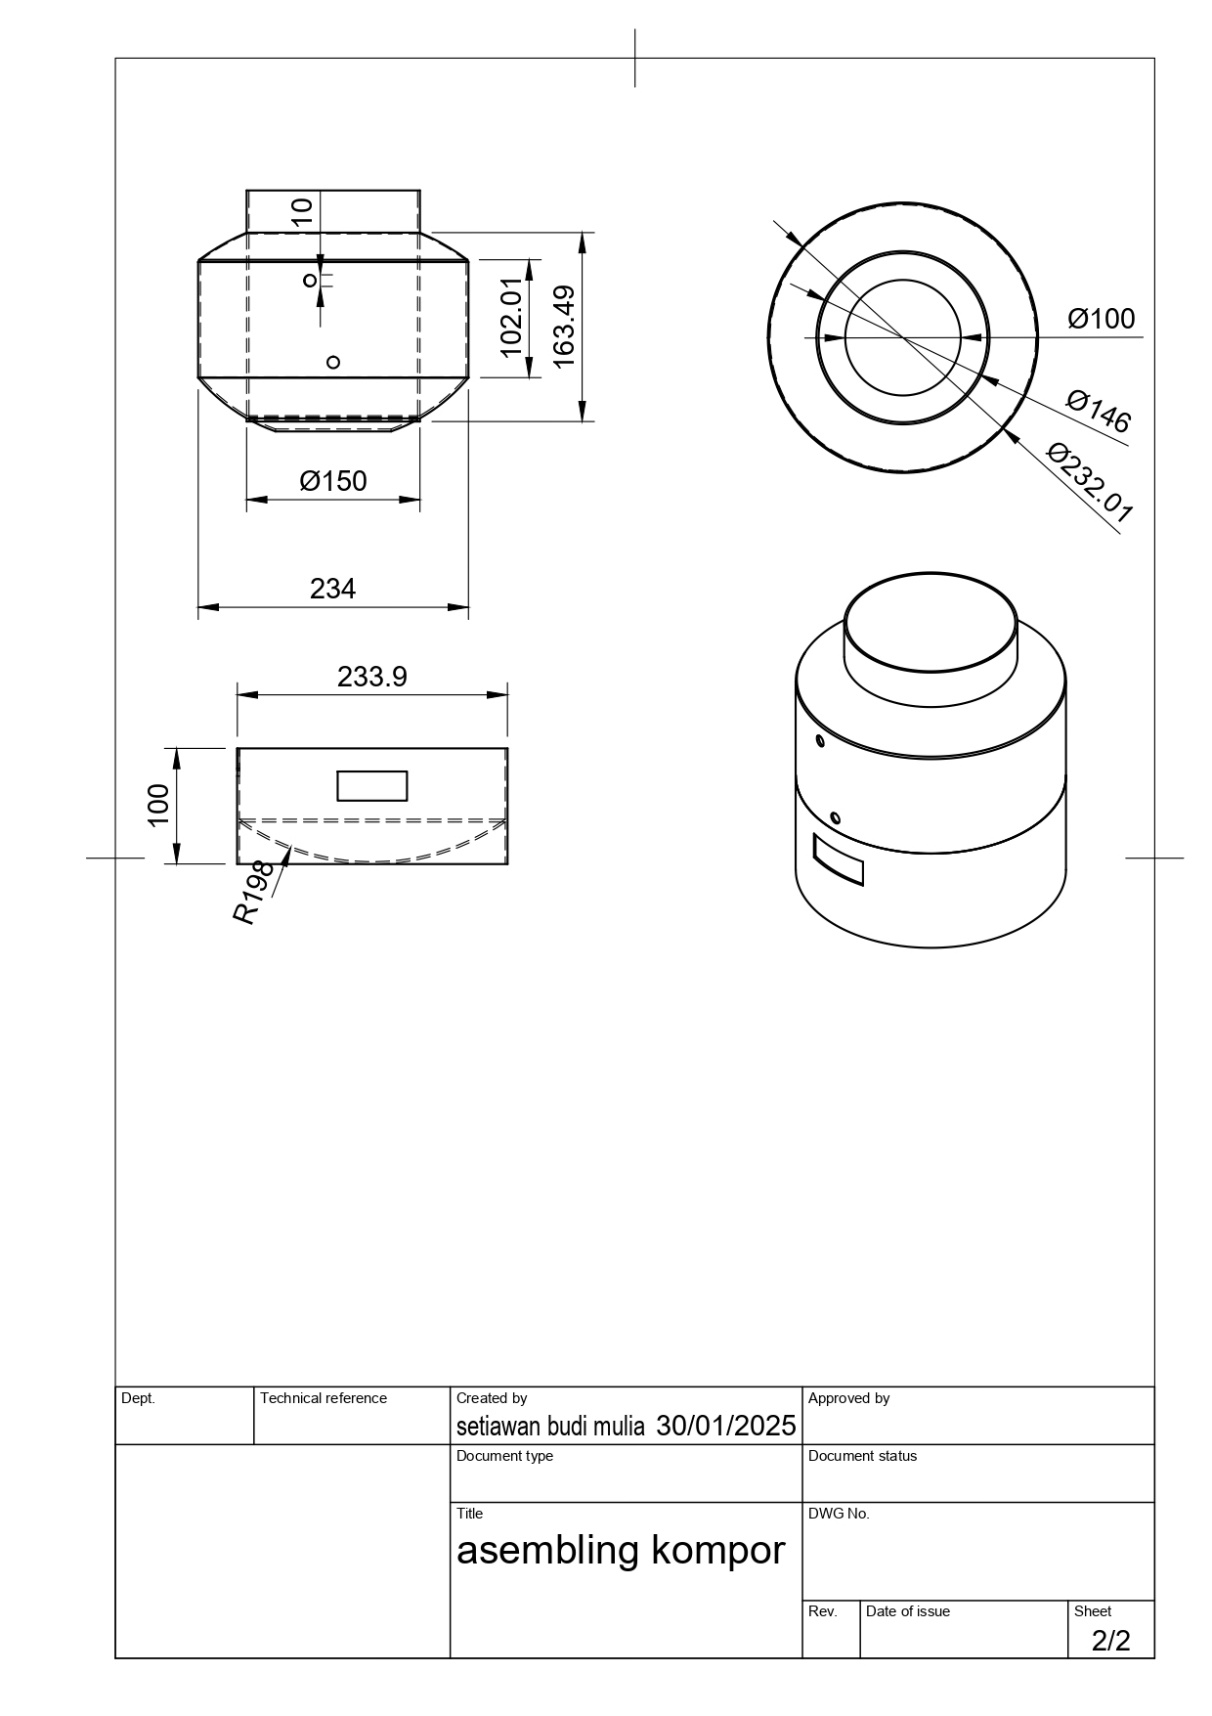 10
102.01
163.49
Ø150
234
Ø100
Ø146
Ø232.01
233.9
100
R198
Dept.
Technical reference
Created by
setiawan budi mulia 30/01/2025
Approved by
Document type
Document status
Title
asembling kompor
DWG No.
Rev.
Date of issue
Sheet
2/2